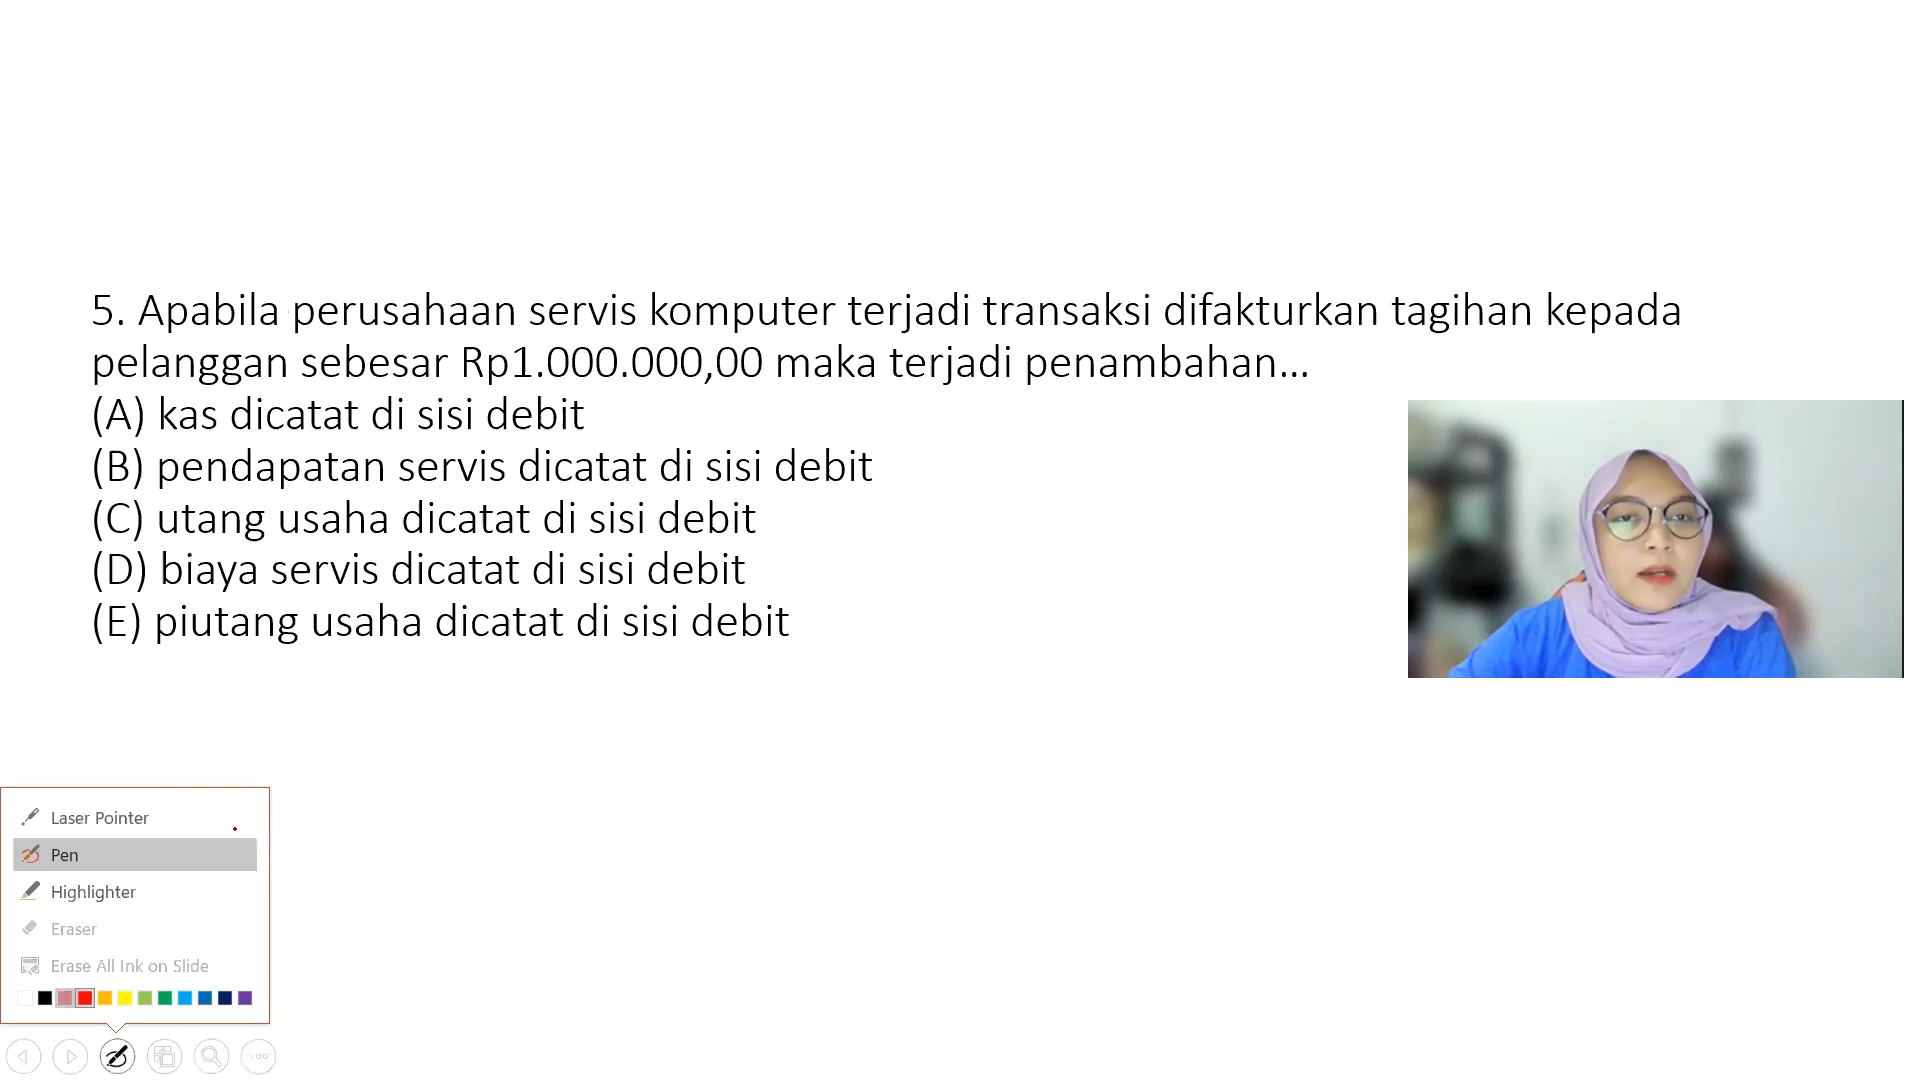 5. Apabila perusahaan servis komputer terjadi transaksi difakturkan tagihan kepada
pelanggan sebesar Rp1.000.000,00 maka terjadi penambahan...
(A) kas dicatat di sisi debit
(B) pendapatan servis dicatat di sisi debit
(C) utang usaha dicatat di sisi debit
(D) biaya servis dicatat di sisi debit
(E) piutang usaha dicatat di sisi debit
Laser Pointer
Pen
Highlighter
Eraser
Erase All Ink on Slide